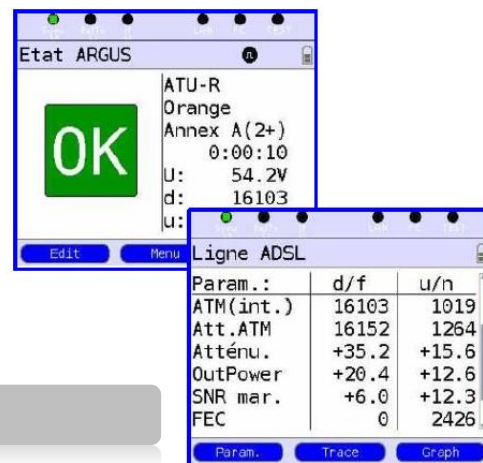 Etat ARGUS
OK
ATU-R
Orange
Annex A(2+)
0:00:10
U: 54.2V
d: 16103
u:
Edit
Menu
Ligne ADSL
Param.: d/f u/n
ATM(int.) 16103 1019
Att.ATM 16152 1264
Atténu. +35.2 +15.6
OutPower +20.4 +12.6
SNR mar. +6.0 +12.3
FEC 0 2426
Param. Trace Graph